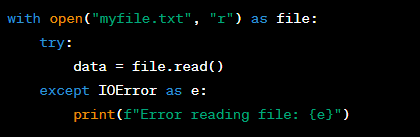 with open("myfile.txt", "r") as file:
    try:
        data = file.read()
    except IOError as e:
        print(f"Error reading file: {e}")